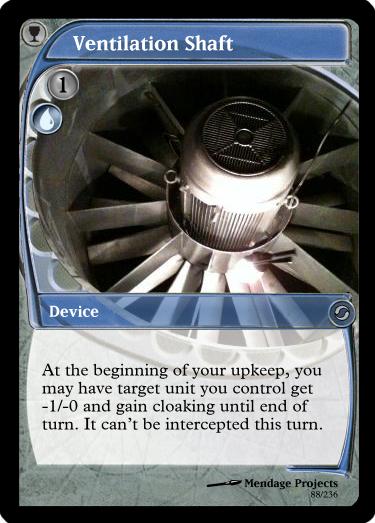 Ventilation Shaft
1
Device
At the beginning of your upkeep, you
may have target unit you control get
-1/-0 and gain cloaking until end of
turn. It can't be intercepted this turn.
Mendage Projects
88/236